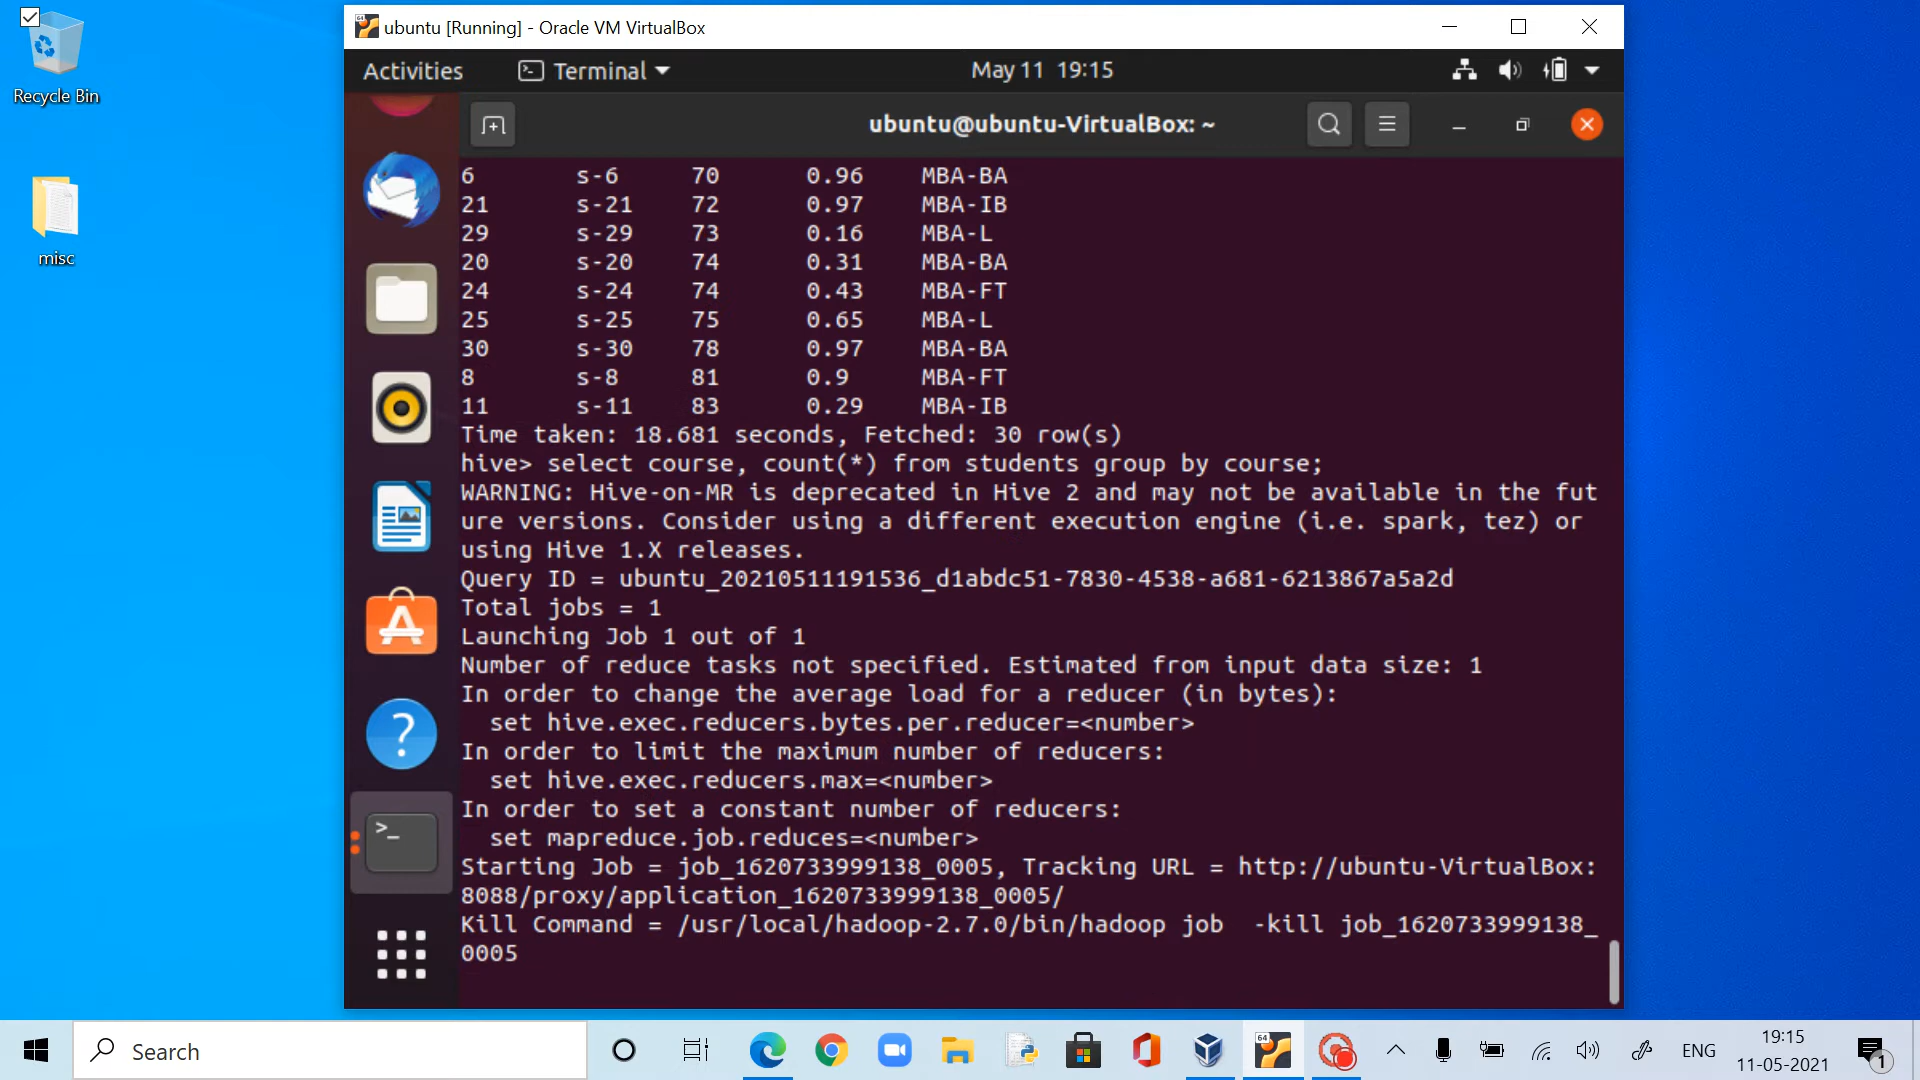 Recycle Bin
misc
ubuntu [Running] - Oracle VM VirtualBox
Activities Terminal May 11 19:15
ubuntu@ubuntu-VirtualBox: ~
6 s-6 70 0.96 MBA-BA
21 s-21 72 0.97 MBA-IB
29 s-29 73 0.16 MBA-L
20 s-20 74 0.31 MBA-BA
24 s-24 74 0.43 MBA-FT
25 s-25 75 0.65 MBA-L
30 s-30 78 0.97 MBA-BA
8 s-8 81 0.9 MBA-FT
11 s-11 83 0.29 MBA-IB
Time taken: 18.681 seconds, Fetched: 30 row(s)
hive> select course, count(*) from students group by course;
WARNING: Hive-on-MR is deprecated in Hive 2 and may not be available in the fut
ure versions. Consider using a different execution engine (i.e. spark, tez) or
using Hive 1.X releases.
Query ID = ubuntu_20210511191536_d1abdc51-7830-4538-a681-6213867a5a2d
Total jobs = 1
Launching Job 1 out of 1
Number of reduce tasks not specified. Estimated from input data size: 1
In order to change the average load for a reducer (in bytes):
set hive.exec.reducers.bytes.per.reducer=<number>
In order to limit the maximum number of reducers:
set hive.exec.reducers.max=<number>
In order to set a constant number of reducers:
set mapreduce.job.reduces=<number>
Starting Job = job_1620733999138_0005, Tracking URL = http://ubuntu-VirtualBox:
8088/proxy/application_1620733999138_0005/
Kill Command = /usr/local/hadoop-2.7.0/bin/hadoop job -kill job_1620733999138_
0005
Search
64
ENG
19:15
11-05-2021
1